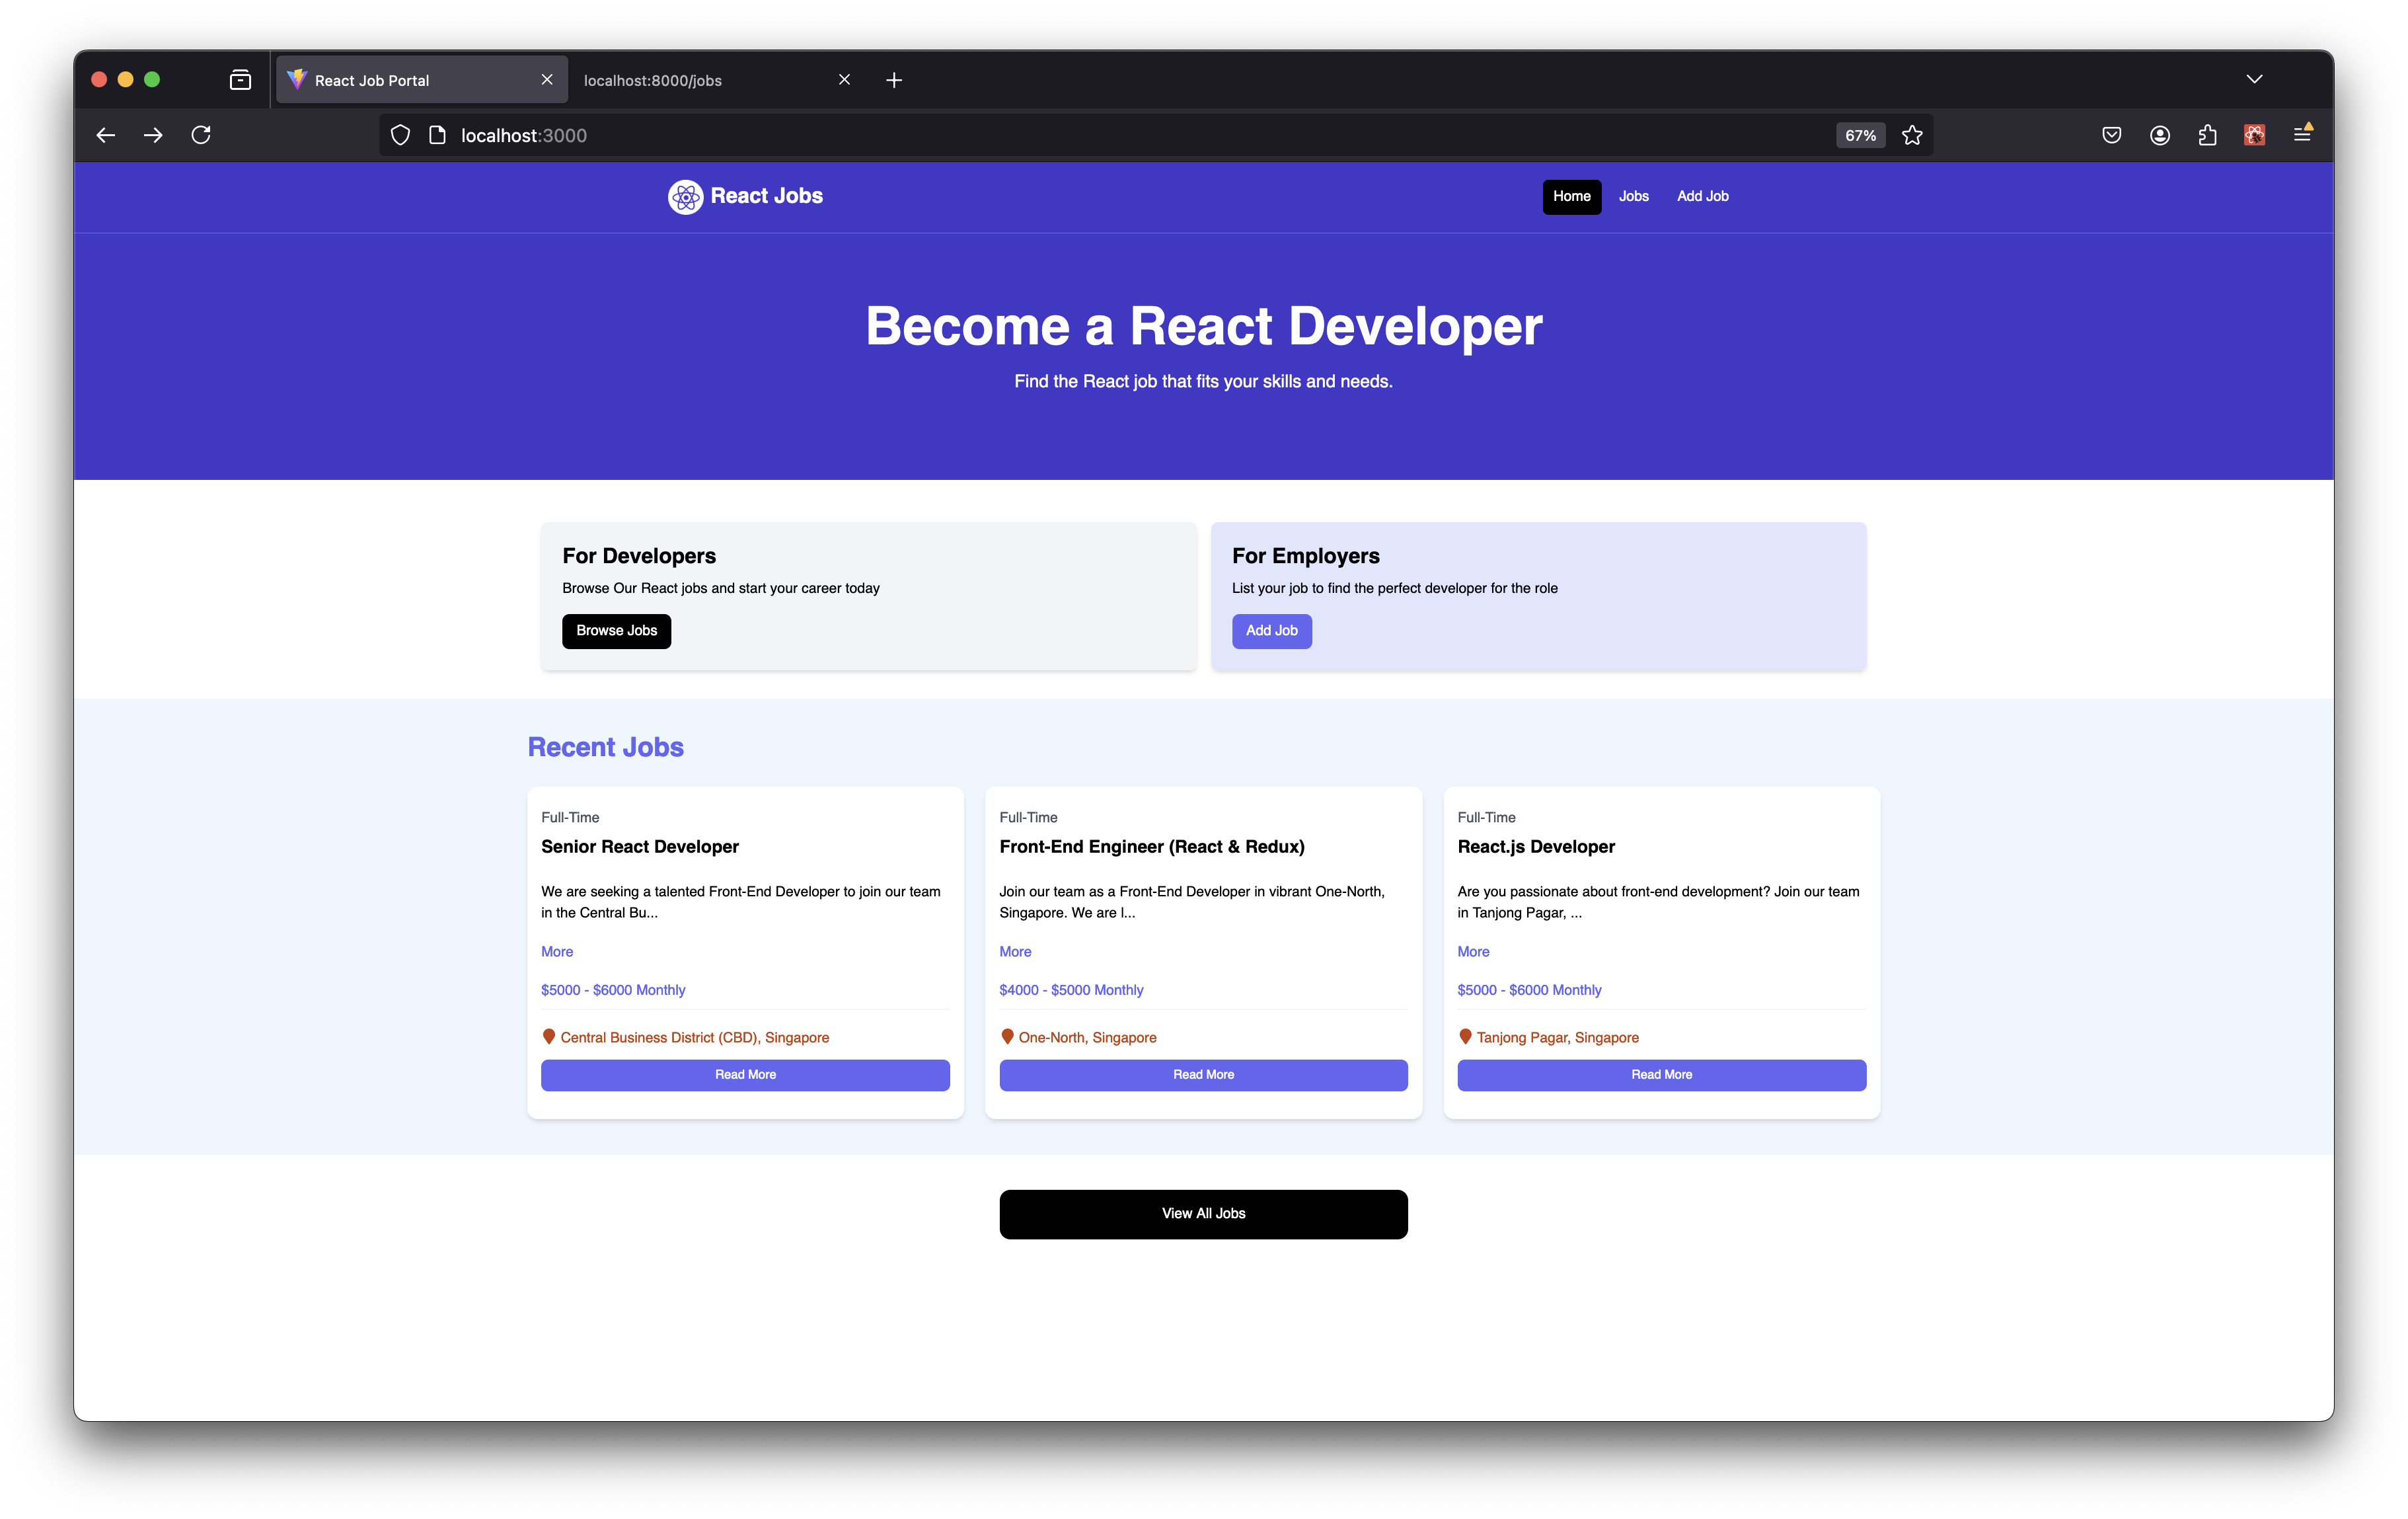 React Job Portal
localhost:8000/jobs
localhost:3000
67%
React Jobs
Home
Jobs
Add Job
Become a React Developer
Find the React job that fits your skills and needs.
For Developers
Browse Our React jobs and start your career today
Browse Jobs
For Employers
List your job to find the perfect developer for the role
Add Job
Recent Jobs
Full-Time
Senior React Developer
We are seeking a talented Front-End Developer to join our team
in the Central Bu...
More
$5000 - $6000 Monthly
Central Business District (CBD), Singapore
Read More
Full-Time
Front-End Engineer (React & Redux)
Join our team as a Front-End Developer in vibrant One-North,
Singapore. We are l...
More
$4000 - $5000 Monthly
One-North, Singapore
Read More
Full-Time
React.js Developer
Are you passionate about front-end development? Join our team
in Tanjong Pagar, ...
More
$5000 - $6000 Monthly
Tanjong Pagar, Singapore
Read More
View All Jobs